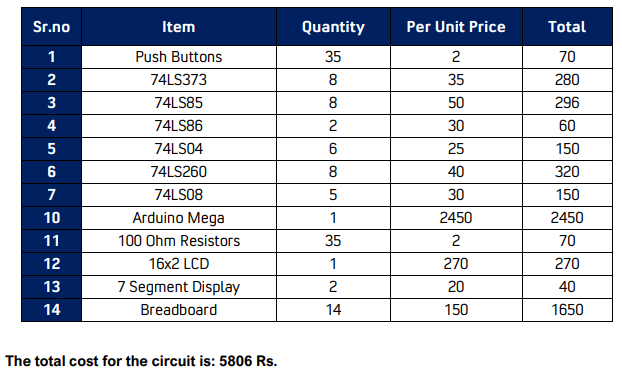 Sr.no Item Quantity Per Unit Price Total
1 Push Buttons 35 2 70
2 74LS373 8 35 280
3 74LS85 8 50 296
4 74LS86 2 30 60
5 74LS04 6 25 150
6 74LS260 8 40 320
7 74LS08 5 30 150
10 Arduino Mega 1 2450 2450
11 100 Ohm Resistors 35 2 70
12 16x2 LCD 1 270 270
13 7 Segment Display 2 20 40
14 Breadboard 14 150 1650
The total cost for the circuit is: 5806 Rs.